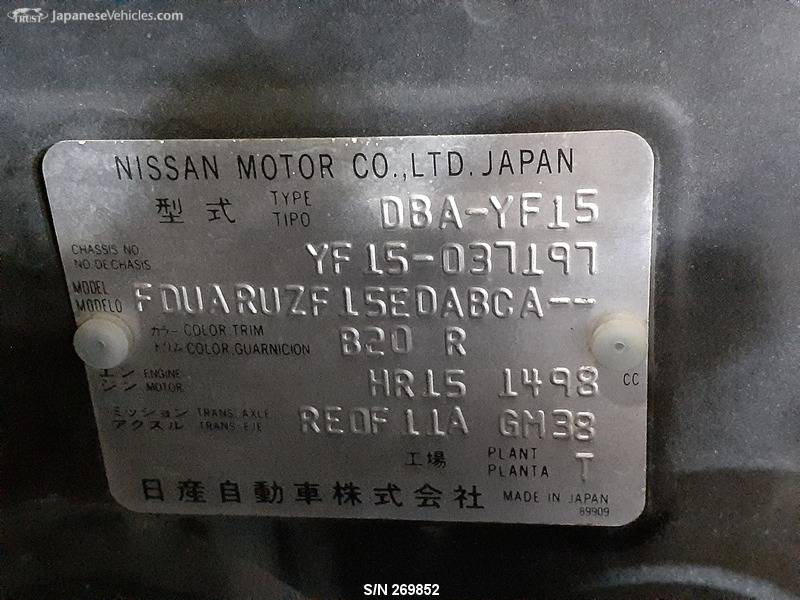 TRUST JapaneseVehicles.com
NISSAN MOTOR CO.,LTD. JAPAN
型式 TYPE TIPO DBA-YF15
CHASSIS NO NO.DE CHASIS YF15-037197
MODEL MODELO FDUARUZF15EDABCA--
カラー COLOR,TRIM
トリム COLOR,GUARNICION B20 R
エンジン ENGINE MOTOR HR15 1498 CC
ミッション TRANS. AXLE
アクスル TRANS. EJE RE0F11A GM38
工場 PLANT PLANTA T
日産自動車株式会社 MADE IN JAPAN
89909
S/N 269852